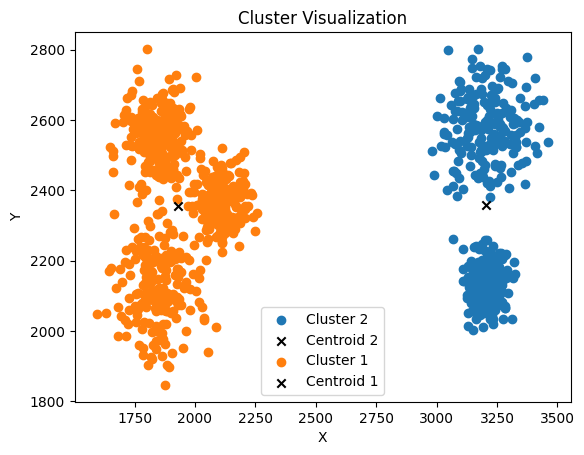 Cluster Visualization
Y
2800
2600
2400
2200
2000
1800
Cluster 2
Centroid 2
Cluster 1
Centroid 1
1750 2000 2250 2500 2750 3000 3250 3500
X